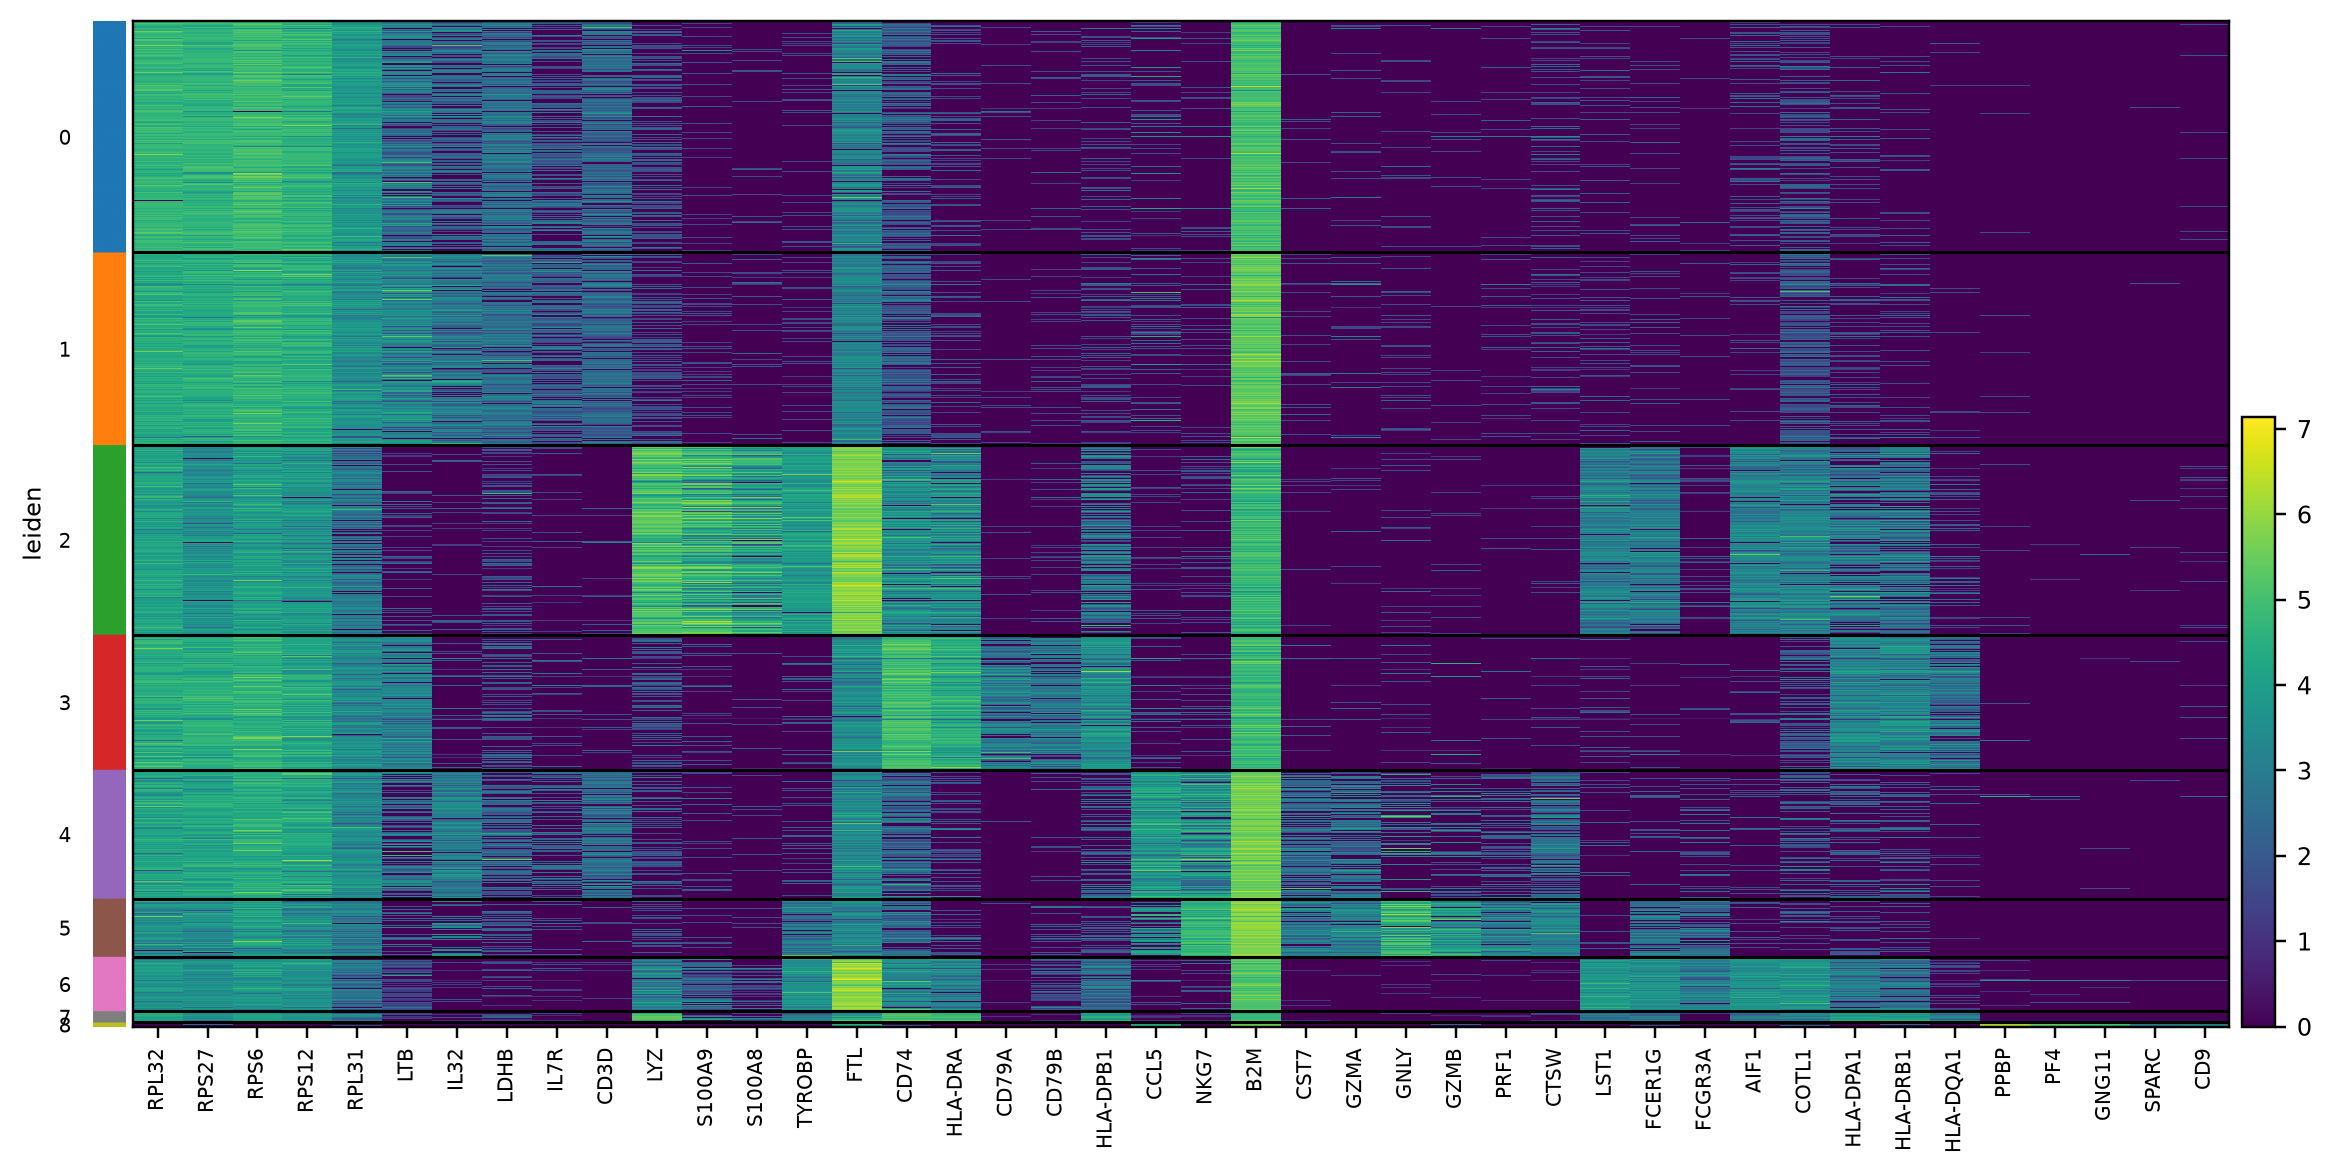 leiden
0
1
2
3
4
5
6
7
8
7
6
5
4
3
2
1
0
RPL32
RPS27
RPS6
RPS12
RPL31
LTB
IL32
LDHB
IL7R
CD3D
LYZ
S100A9
S100A8
TYROBP
FTL
CD74
HLA-DRA
CD79A
CD79B
HLA-DPB1
CCL5
NKG7
B2M
CST7
GZMA
GNLY
GZMB
PRF1
CTSW
LST1
FCER1G
FCGR3A
AIF1
COTL1
HLA-DPA1
HLA-DRB1
HLA-DQA1
PPBP
PF4
GNG11
SPARC
CD9